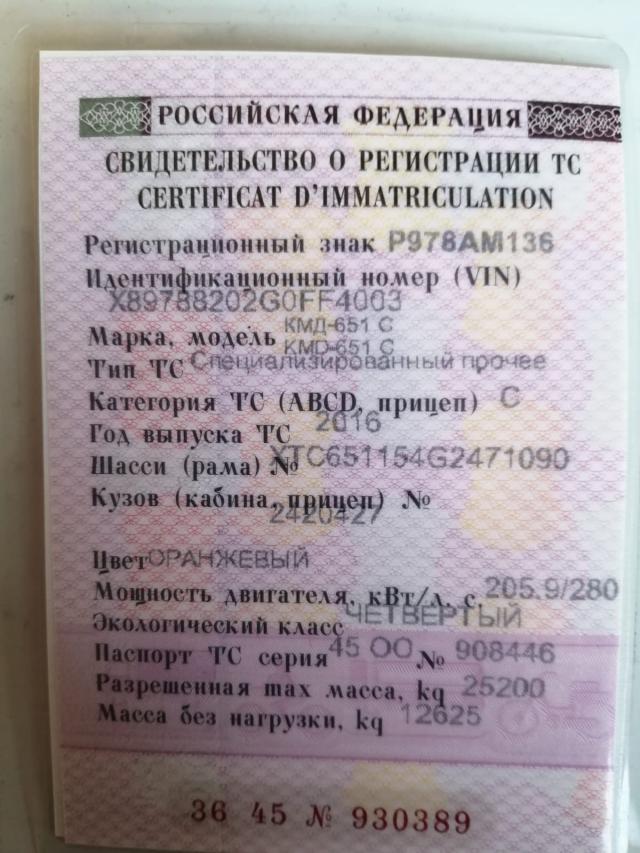 РОССИЙСКАЯ ФЕДЕРАЦИЯ
СВИДЕТЕЛЬСТВО О РЕГИСТРАЦИИ ТС
CERTIFICAT D'IMMATRICULATION
Регистрационный знак Р978АМ136
Идентификационный номер (VIN)
X89788202G0FF4003
Марка, модель КМД-651 С
KMD-651 C
Тип ТС Специализированный прочее
Категория ТС (ABCD, прицеп) C
Год выпуска ТС 2016
Шасси (рама) № XTC651154G2471090
Кузов (кабина, прицеп) №
2420427
Цвет ОРАНЖЕВЫЙ
Мощность двигателя, кВт/л. с. 205.9/280
Экологический класс ЧЕТВЕРТЫЙ
Паспорт ТС серия 45 ОО № 908446
Разрешенная max масса, kg 25200
Масса без нагрузки, kg 12625
36 45 № 930389